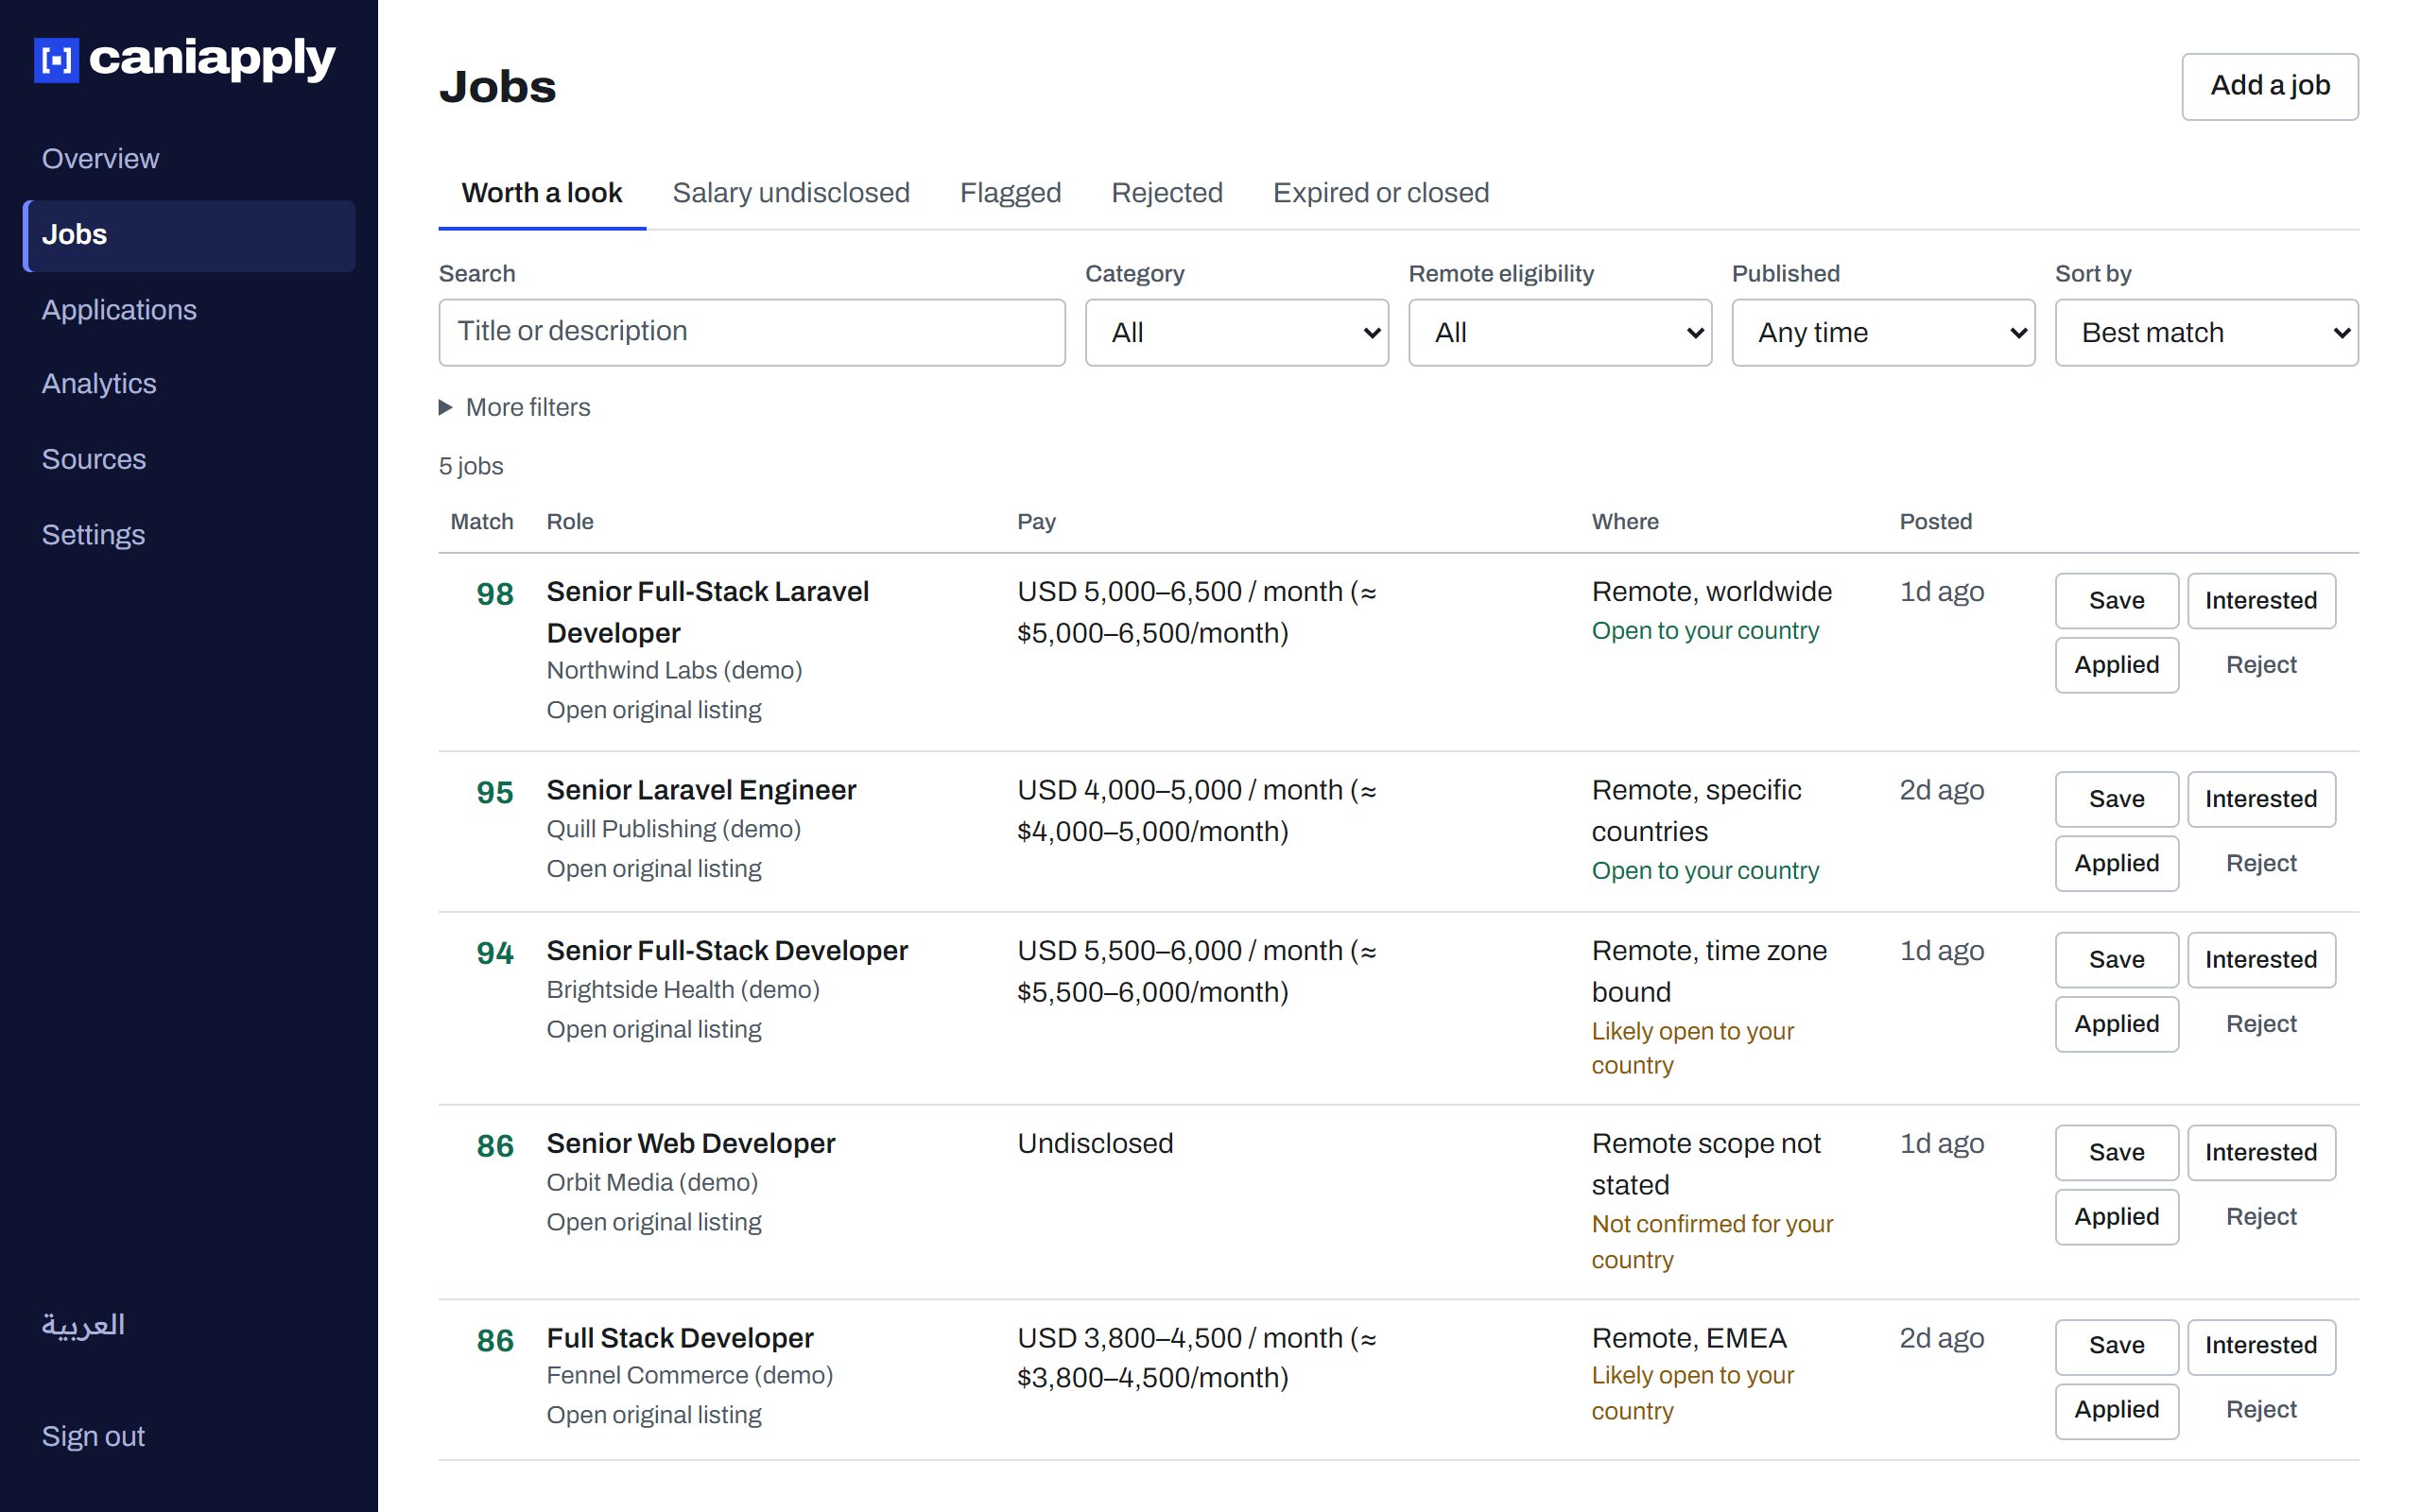 caniapply
Overview
Jobs
Applications
Analytics
Sources
Settings
العربية
Sign out
Jobs
Add a job
Worth a look
Salary undisclosed
Flagged
Rejected
Expired or closed
Search
Category
Remote eligibility
Published
Sort by
Title or description
All
All
Any time
Best match
More filters
5 jobs
Match
Role
Pay
Where
Posted
98
Senior Full-Stack Laravel
Developer
Northwind Labs (demo)
Open original listing
USD 5,000–6,500 / month (≈
$5,000–6,500/month)
Remote, worldwide
Open to your country
1d ago
Save
Interested
Applied
Reject
95
Senior Laravel Engineer
Quill Publishing (demo)
Open original listing
USD 4,000–5,000 / month (≈
$4,000–5,000/month)
Remote, specific
countries
Open to your country
2d ago
Save
Interested
Applied
Reject
94
Senior Full-Stack Developer
Brightside Health (demo)
Open original listing
USD 5,500–6,000 / month (≈
$5,500–6,000/month)
Remote, time zone
bound
Likely open to your
country
1d ago
Save
Interested
Applied
Reject
86
Senior Web Developer
Orbit Media (demo)
Open original listing
Undisclosed
Remote scope not
stated
Not confirmed for your
country
1d ago
Save
Interested
Applied
Reject
86
Full Stack Developer
Fennel Commerce (demo)
Open original listing
USD 3,800–4,500 / month (≈
$3,800–4,500/month)
Remote, EMEA
Likely open to your
country
2d ago
Save
Interested
Applied
Reject